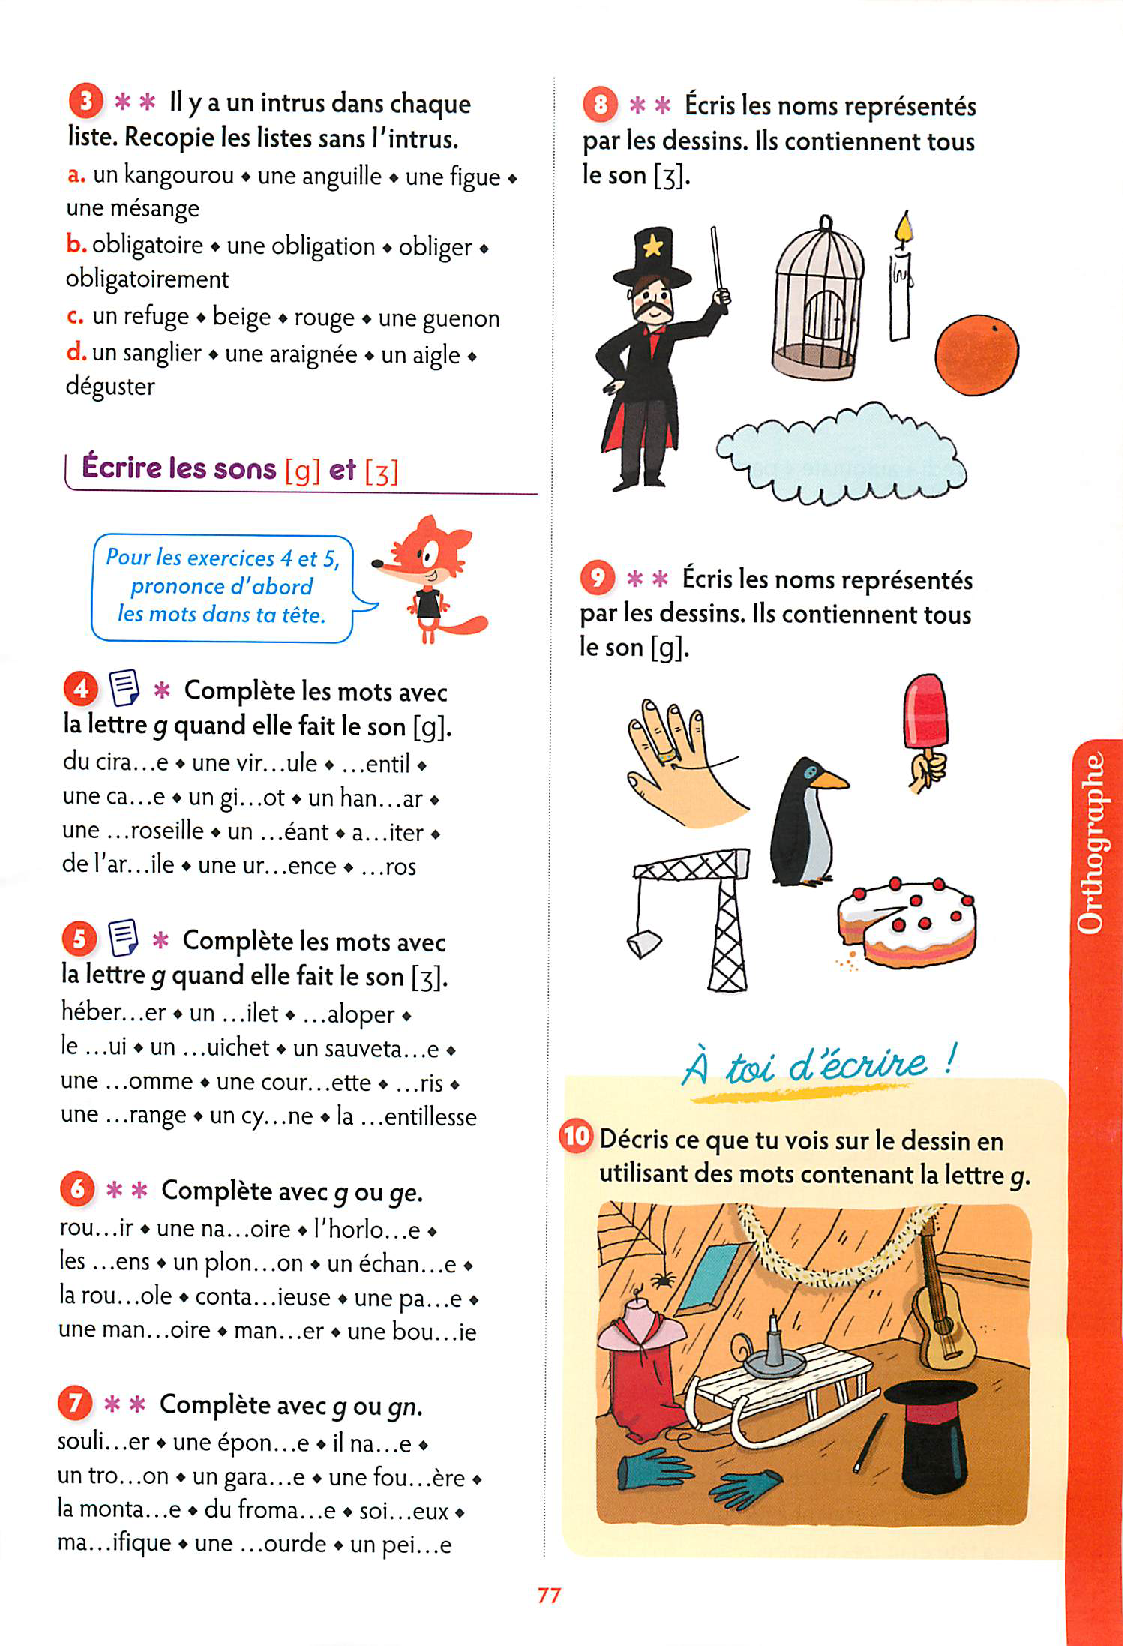 3 * * Il y a un intrus dans chaque
liste. Recopie les listes sans l'intrus.
a. un kangourou ◆ une anguille ◆ une figue ◆
une mésange
b. obligatoire ◆ une obligation ◆ obliger ◆
obligatoirement
c. un refuge ◆ beige ◆ rouge ◆ une guenon
d. un sanglier ◆ une araignée ◆ un aigle ◆
déguster
Écrire les sons [g] et [ʒ]
Pour les exercices 4 et 5,
prononce d'abord
les mots dans ta tête.
4 * Complète les mots avec
la lettre g quand elle fait le son [g].
du cira...e ◆ une vir...ule ◆ ...entil ◆
une ca...e ◆ un gi...ot ◆ un han...ar ◆
une ...roseille ◆ un ...éant ◆ a...iter ◆
de l'ar...ile ◆ une ur...ence ◆ ...ros
5 * Complète les mots avec
la lettre g quand elle fait le son [ʒ].
héber...er ◆ un ...ilet ◆ ...aloper ◆
le ...ui ◆ un ...uichet ◆ un sauveta...e ◆
une ...omme ◆ une cour...ette ◆ ...ris ◆
une ...range ◆ un cy...ne ◆ la ...entillesse
6 * * Complète avec g ou ge.
rou...ir ◆ une na...oire ◆ l'horlo...e ◆
les ...ens ◆ un plon...on ◆ un échan...e ◆
la rou...ole ◆ conta...ieuse ◆ une pa...e ◆
une man...oire ◆ man...er ◆ une bou...ie
7 * * Complète avec g ou gn.
souli...er ◆ une épon...e ◆ il na...e ◆
un tro...on ◆ un gara...e ◆ une fou...ère ◆
la monta...e ◆ du froma...e ◆ soi...eux ◆
ma...ifique ◆ une ...ourde ◆ un pei...e
8 * * Écris les noms représentés
par les dessins. Ils contiennent tous
le son [ʒ].
9 * * Écris les noms représentés
par les dessins. Ils contiennent tous
le son [g].
À toi d'écrire !
10 Décris ce que tu vois sur le dessin en
utilisant des mots contenant la lettre g.
Orthographe
77